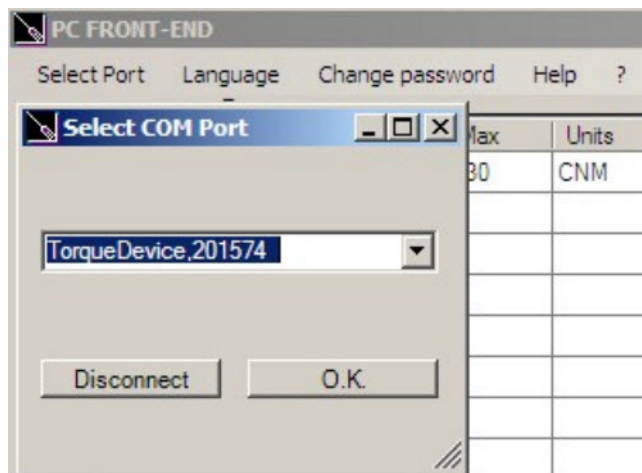 PC FRONT-END
Select Port Language Change password Help ?
Select COM Port
Max Units
30 CNM
TorqueDevice,201574
Disconnect O.K.